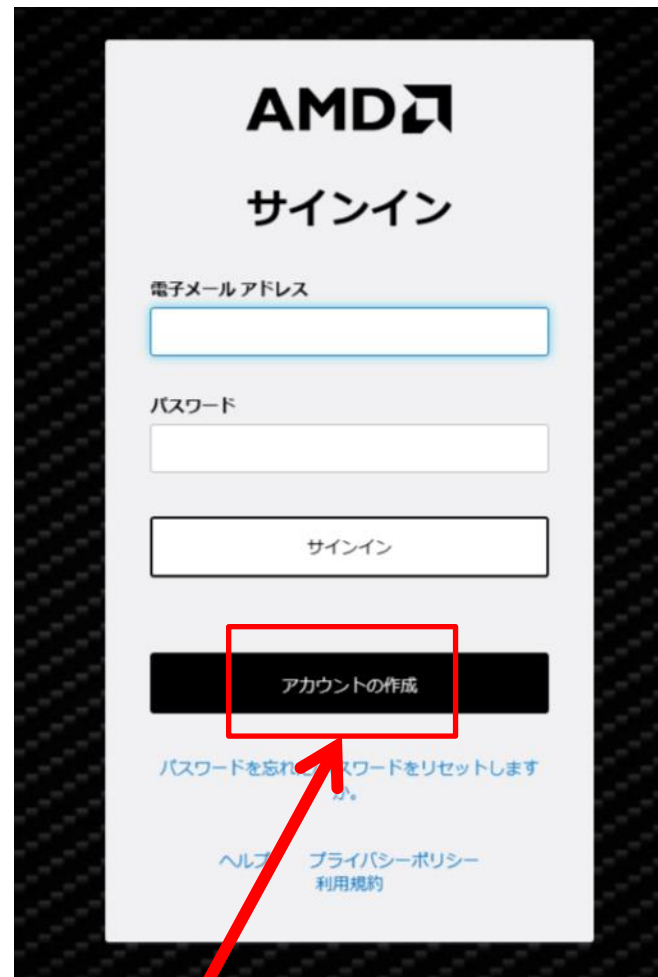 AMD
サインイン
電子メール アドレス
パスワード
サインイン
アカウントの作成
パスワードを忘れ スワードをリセットします
か。
ヘルプ プライバシーポリシー
利用規約